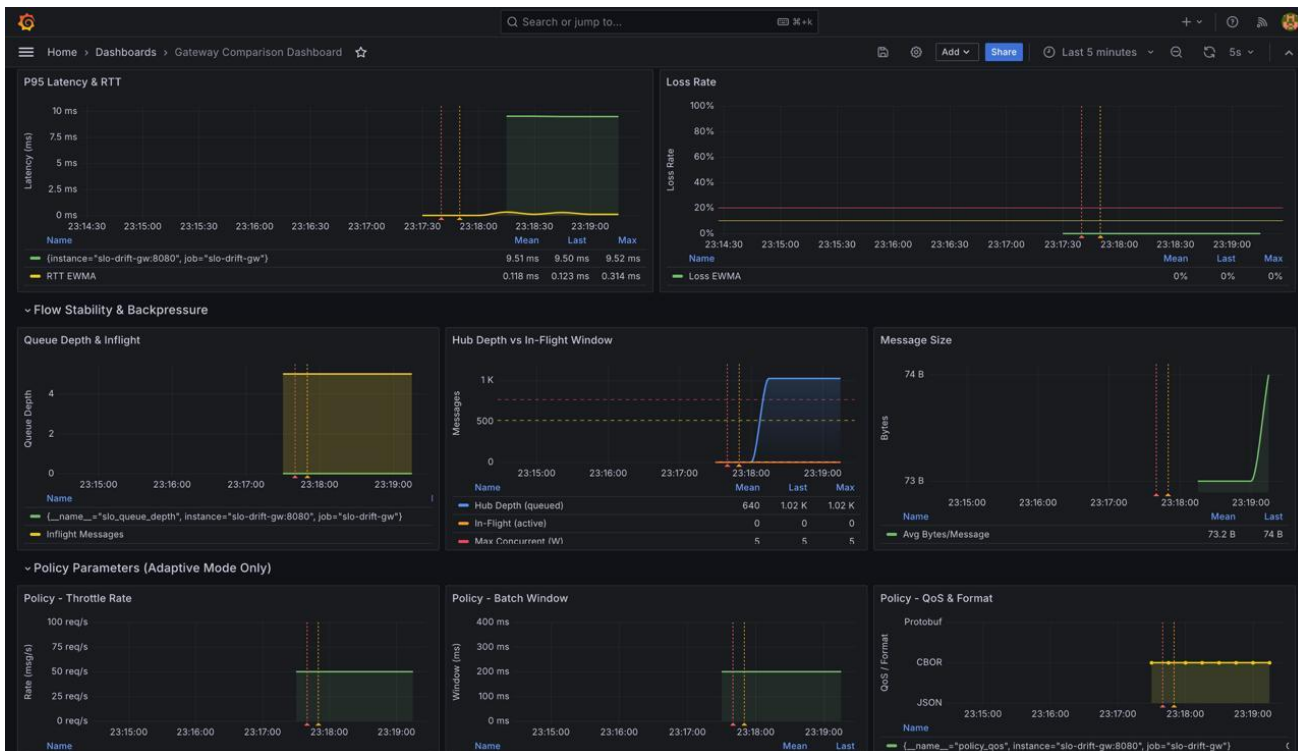 Search or jump to...
⌘+k
Home › Dashboards › Gateway Comparison Dashboard
Add
Share
Last 5 minutes
5s
P95 Latency & RTT
Latency (ms)
10 ms
7.5 ms
5 ms
2.5 ms
0 ms
23:14:30 23:15:00 23:15:30 23:16:00 23:16:30 23:17:00 23:17:30 23:18:00 23:18:30 23:19:00
Name Mean Last Max
{instance="slo-drift-gw:8080", job="slo-drift-gw"} 9.51 ms 9.50 ms 9.52 ms
RTT EWMA 0.118 ms 0.123 ms 0.314 ms
Loss Rate
Loss Rate
100%
80%
60%
40%
20%
0%
23:14:30 23:15:00 23:15:30 23:16:00 23:16:30 23:17:00 23:17:30 23:18:00 23:18:30 23:19:00
Name Mean Last Max
Loss EWMA 0% 0% 0%
Flow Stability & Backpressure
Queue Depth & Inflight
Queue Depth
4
2
0
23:15:00 23:16:00 23:17:00 23:18:00 23:19:00
Name
{__name__="slo_queue_depth", instance="slo-drift-gw:8080", job="slo-drift-gw"}
Inflight Messages
Hub Depth vs In-Flight Window
Messages
1 K
500
0
23:15:00 23:16:00 23:17:00 23:18:00 23:19:00
Name Mean Last Max
Hub Depth (queued) 640 1.02 K 1.02 K
In-Flight (active) 0 0 0
Max Concurrent (W) 5 5 5
Message Size
Bytes
74 B
73 B
23:15:00 23:16:00 23:17:00 23:18:00 23:19:00
Name Mean Last
Avg Bytes/Message 73.2 B 74 B
Policy Parameters (Adaptive Mode Only)
Policy - Throttle Rate
Rate (msg/s)
100 req/s
75 req/s
50 req/s
25 req/s
0 req/s
23:15:00 23:16:00 23:17:00 23:18:00 23:19:00
Name
Policy - Batch Window
Window (ms)
400 ms
300 ms
200 ms
100 ms
0 ms
23:15:00 23:16:00 23:17:00 23:18:00 23:19:00
Name Mean Last
Policy - QoS & Format
QoS / Format
Protobuf
CBOR
JSON
23:15:00 23:16:00 23:17:00 23:18:00 23:19:00
Name
{__name__="policy_qos", instance="slo-drift-gw:8080", job="slo-drift-gw"}